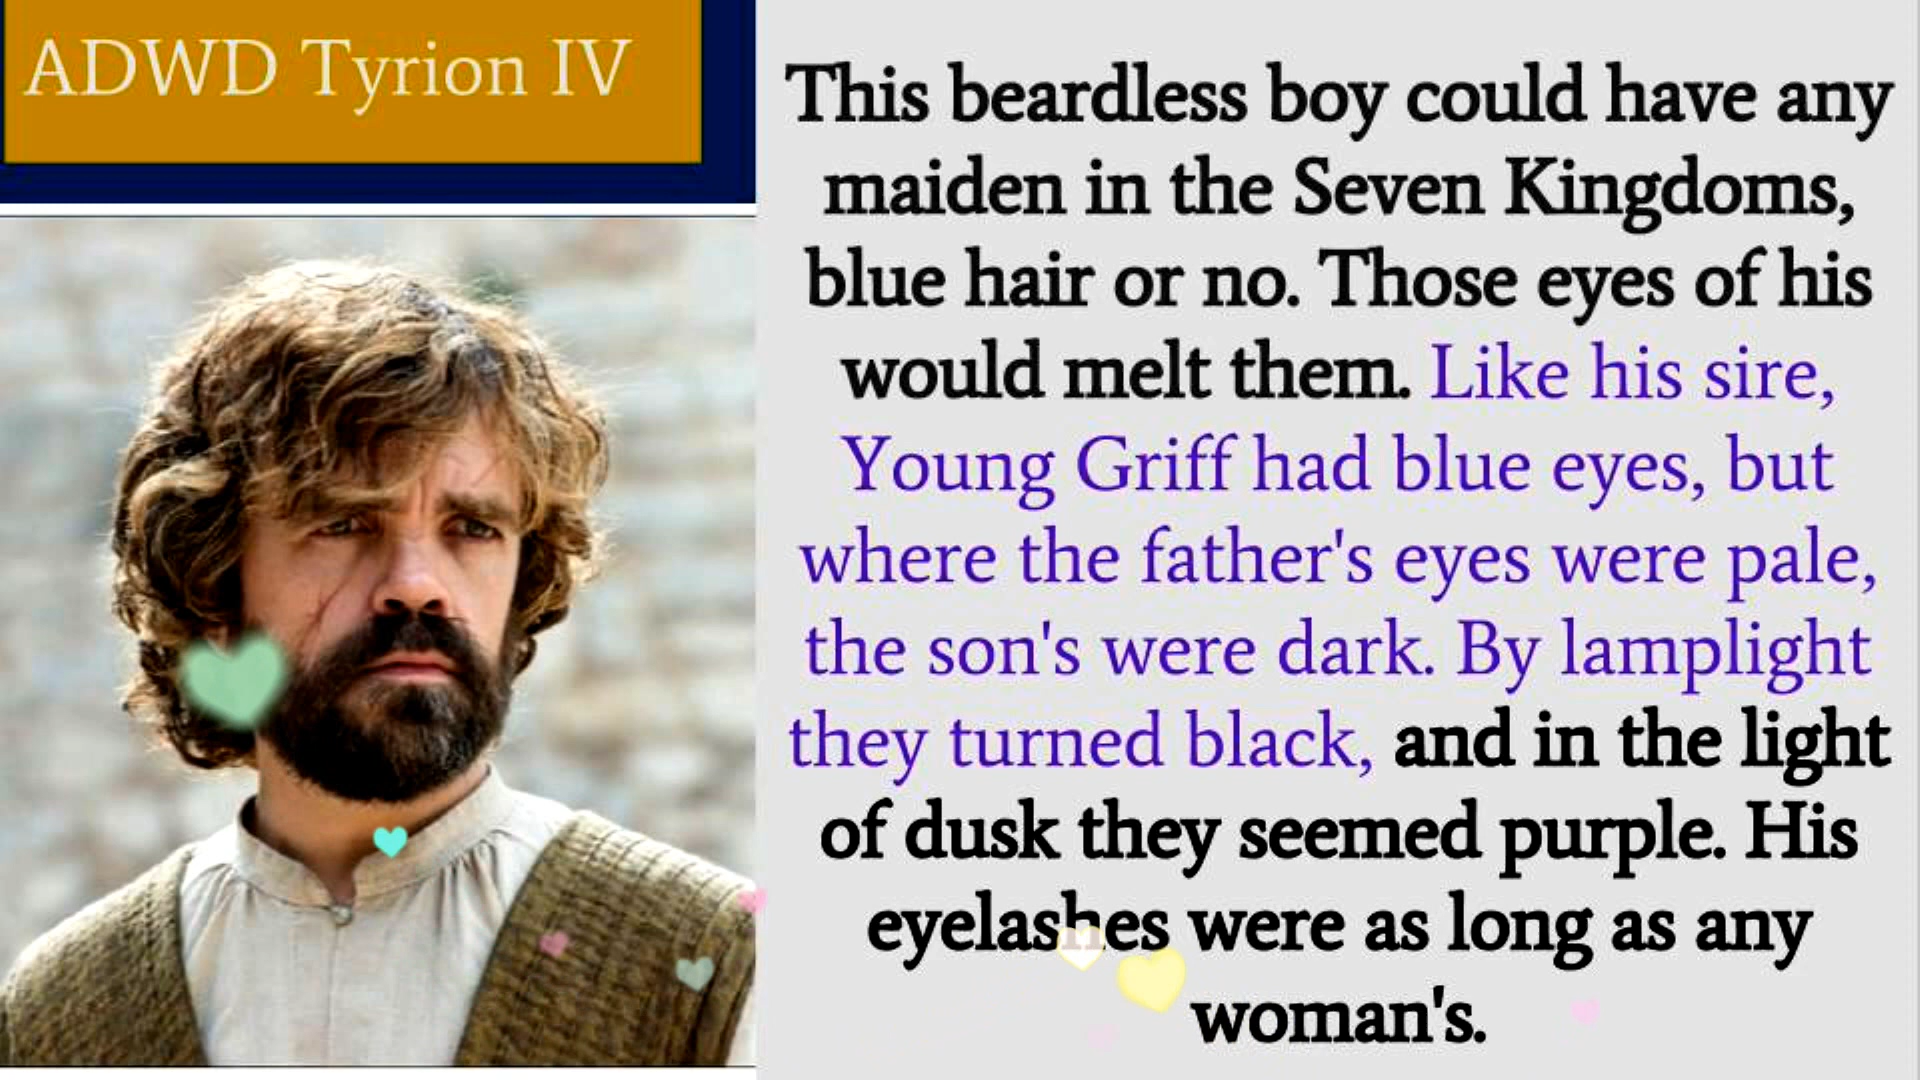 ADWD Tyrion IV
This beardless boy could have any
maiden in the Seven Kingdoms,
blue hair or no. Those eyes of his
would melt them. Like his sire,
Young Griff had blue eyes, but
where the father's eyes were pale,
the son's were dark. By lamplight
they turned black, and in the light
of dusk they seemed purple. His
eyelashes were as long as any
woman's.